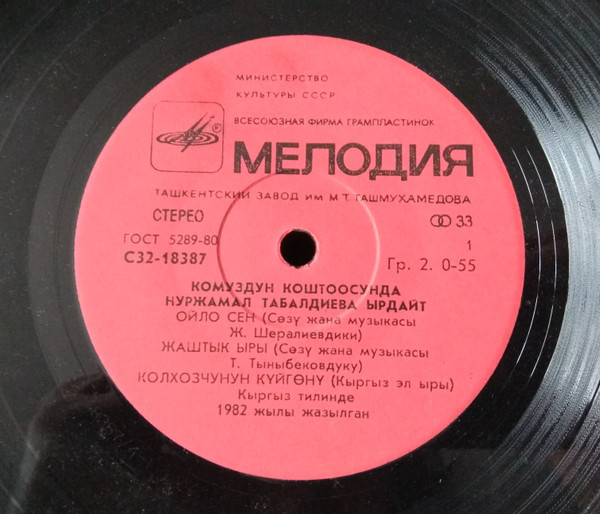 МИНИСТЕРСТВО
КУЛЬТУРЫ СССР
ВСЕСОЮЗНАЯ ФИРМА ГРАМПЛАСТИНОК
МЕЛОДИЯ
ТАШКЕНТСКИЙ ЗАВОД ИМ М.Т. ТАШМУХАМЕДОВА
СТЕРЕО 33
ГОСТ 5289-80 1
С32-18387 Гр. 2. 0-55
КОМУЗДУН КОШТООСУНДА
НУРЖАМАЛ ТАБАЛДИЕВА ЫРДАЙТ
ОЙЛО СЕН (Сөзү жана музыкасы
Ж. Шералиевдики)
ЖАШТЫК ЫРЫ (Сөзү жана музыкасы
Т. Тыныбековдуку)
КОЛХОЗЧУНУН КҮЙГӨНҮ (Кыргыз эл ыры)
Кыргыз тилинде
1982 жылы жазылган